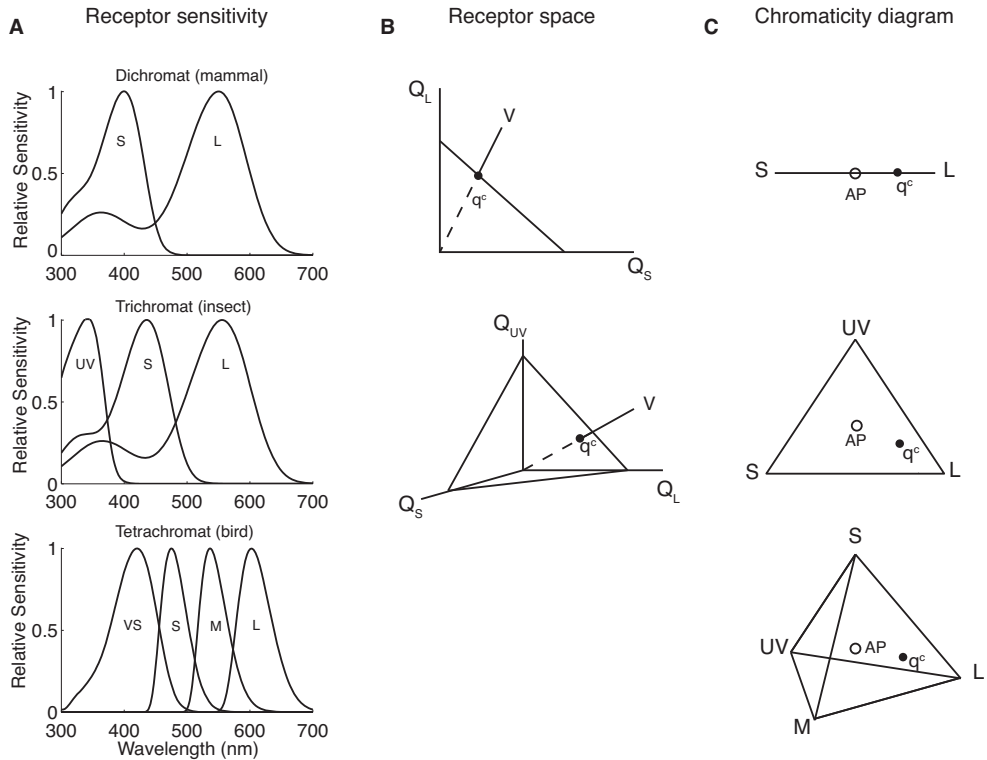 A Receptor sensitivity
B Receptor space
C Chromaticity diagram
Dichromat (mammal)
Relative Sensitivity
1
0.5
0
S
L
300 400 500 600 700
Q_L
V
q^c
Q_S
S
AP
q^c
L
Trichromat (insect)
Relative Sensitivity
1
0.5
0
UV
S
L
300 400 500 600 700
Q_UV
V
q^c
Q_S
Q_L
UV
AP
q^c
S
L
Tetrachromat (bird)
Relative Sensitivity
1
0.5
0
VS
S
M
L
300 400 500 600 700
Wavelength (nm)
S
UV
AP
q^c
L
M